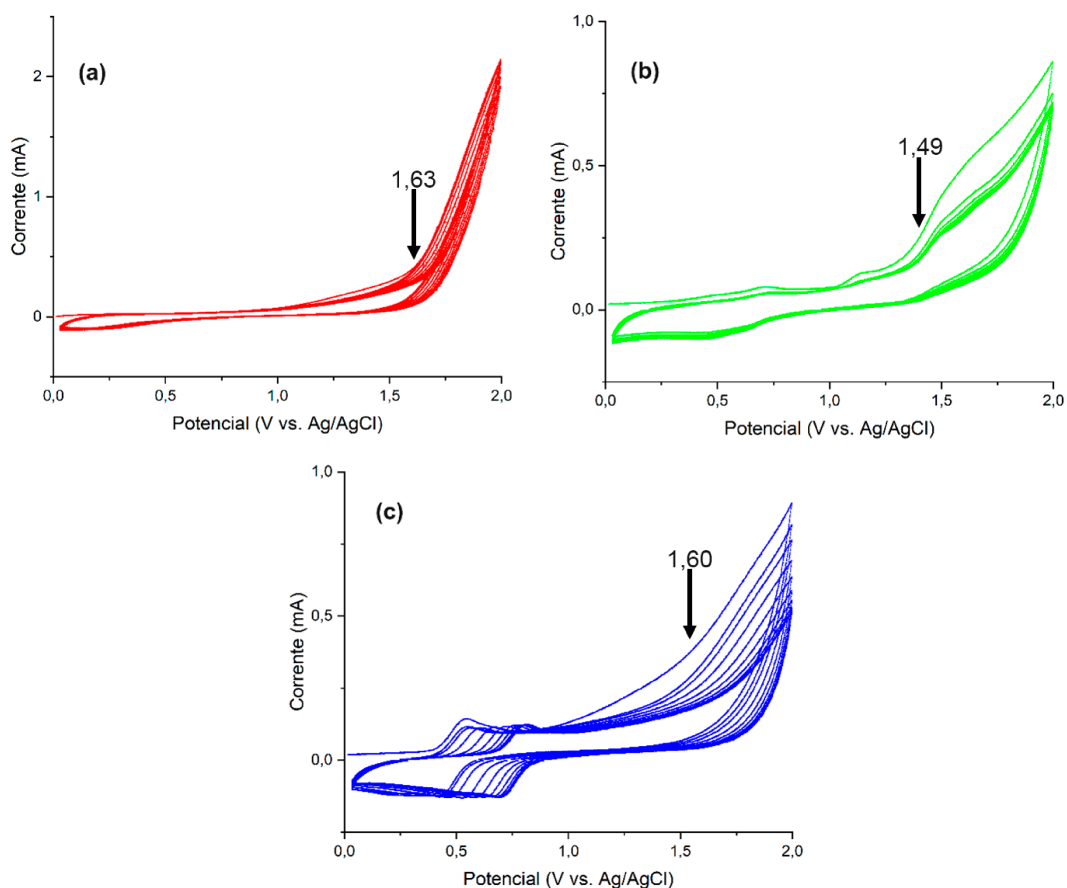 (a)
1,63
Corrente (mA)
2
1
0
0,0 0,5 1,0 1,5 2,0
Potencial (V vs. Ag/AgCl)
(b)
1,49
Corrente (mA)
1,0
0,5
0,0
0,0 0,5 1,0 1,5 2,0
Potencial (V vs. Ag/AgCl)
(c)
1,60
Corrente (mA)
1,0
0,5
0,0
0,0 0,5 1,0 1,5 2,0
Potencial (V vs. Ag/AgCl)